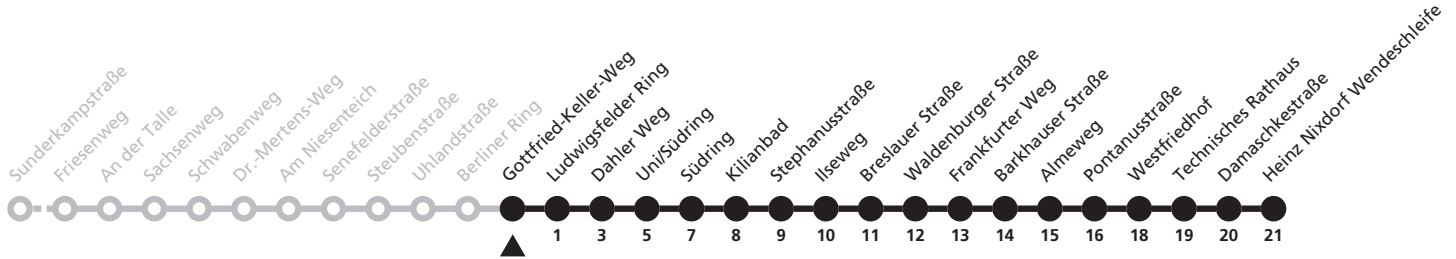 Sunderkampstraße
Friesenweg
An der Talle
Sachsenweg
Schwabenweg
Dr.-Mertens-Weg
Am Niesenteich
Senefelderstraße
Steubenstraße
Uhlandstraße
Berliner Ring
Gottfried-Keller-Weg
Ludwigsfelder Ring
Dahler Weg
Uni/Südring
Südring
Kilianbad
Stephanusstraße
Ilseweg
Breslauer Straße
Waldenburger Straße
Frankfurter Weg
Barkhauser Straße
Almeweg
Pontanusstraße
Westfriedhof
Technisches Rathaus
Damaschkestraße
Heinz Nixdorf Wendeschleife
1 3 5 7 8 9 10 11 12 13 14 15 16 18 19 20 21